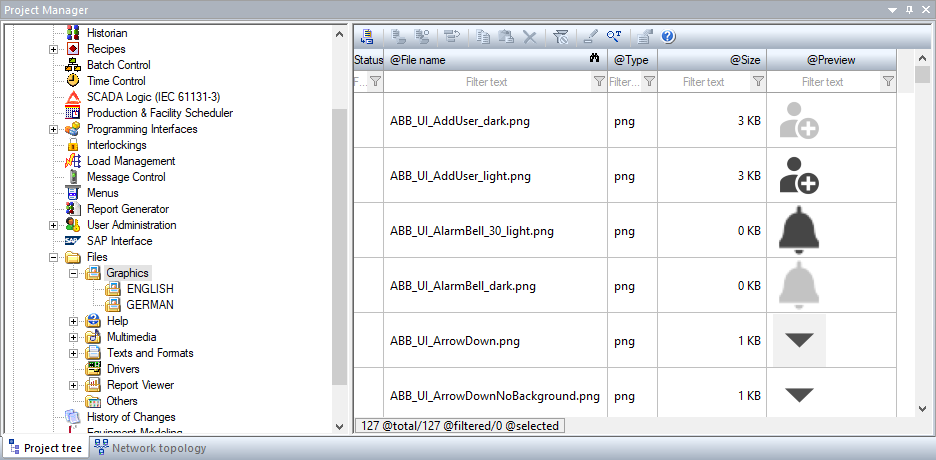 Project Manager
Historian
Recipes
Batch Control
Time Control
SCADA Logic (IEC 61131-3)
Production & Facility Scheduler
Programming Interfaces
Interlockings
Load Management
Message Control
Menus
Report Generator
User Administration
SAP Interface
Files
Graphics
ENGLISH
GERMAN
Help
Multimedia
Texts and Formats
Drivers
Report Viewer
Others
History of Changes
Equipment Modeling
Status @File name @Type @Size @Preview
F... Filter text Filter... Filter text Filter text
ABB_UI_AddUser_dark.png png 3 KB
ABB_UI_AddUser_light.png png 3 KB
ABB_UI_AlarmBell_30_light.png png 0 KB
ABB_UI_AlarmBell_dark.png png 0 KB
ABB_UI_ArrowDown.png png 1 KB
ABB_UI_ArrowDownNoBackground.png png 1 KB
127 @total/127 @filtered/0 @selected
Project tree Network topology